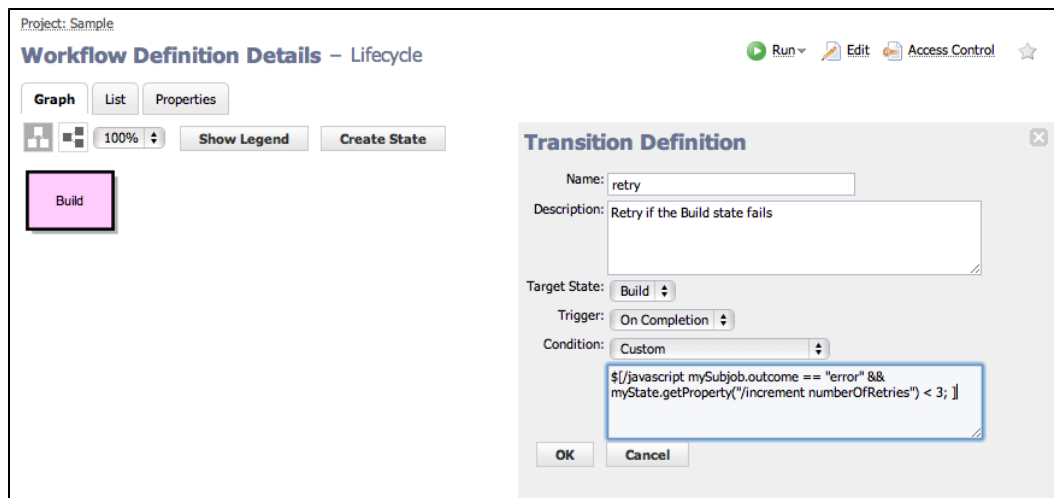 Project: Sample
Workflow Definition Details – Lifecycle
Run Edit Access Control
Graph List Properties
100% Show Legend Create State
Build
Transition Definition
Name: retry
Description: Retry if the Build state fails
Target State: Build
Trigger: On Completion
Condition: Custom
$[/javascript mySubjob.outcome == "error" &&
myState.getProperty("/increment numberOfRetries") < 3; ]
OK Cancel